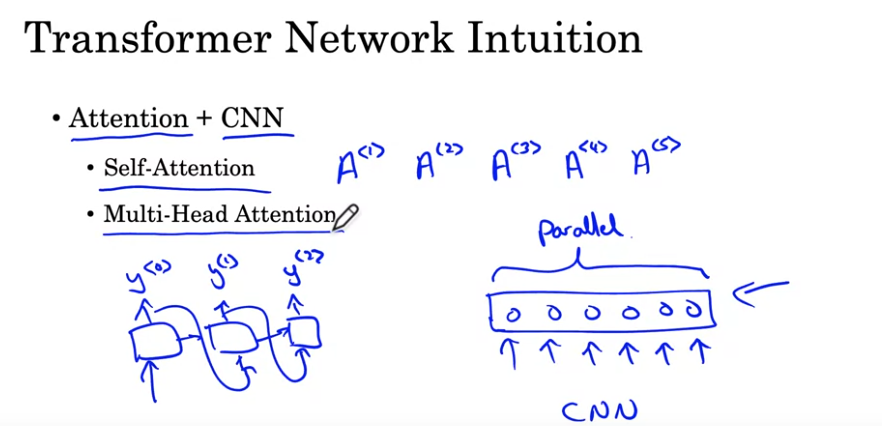 Transformer Network Intuition
• Attention + CNN
• Self-Attention
• Multi-Head Attention
A<1> A<2> A<3> A<4> A<5>
Parallel
y<0> y<1> y<2>
CNN